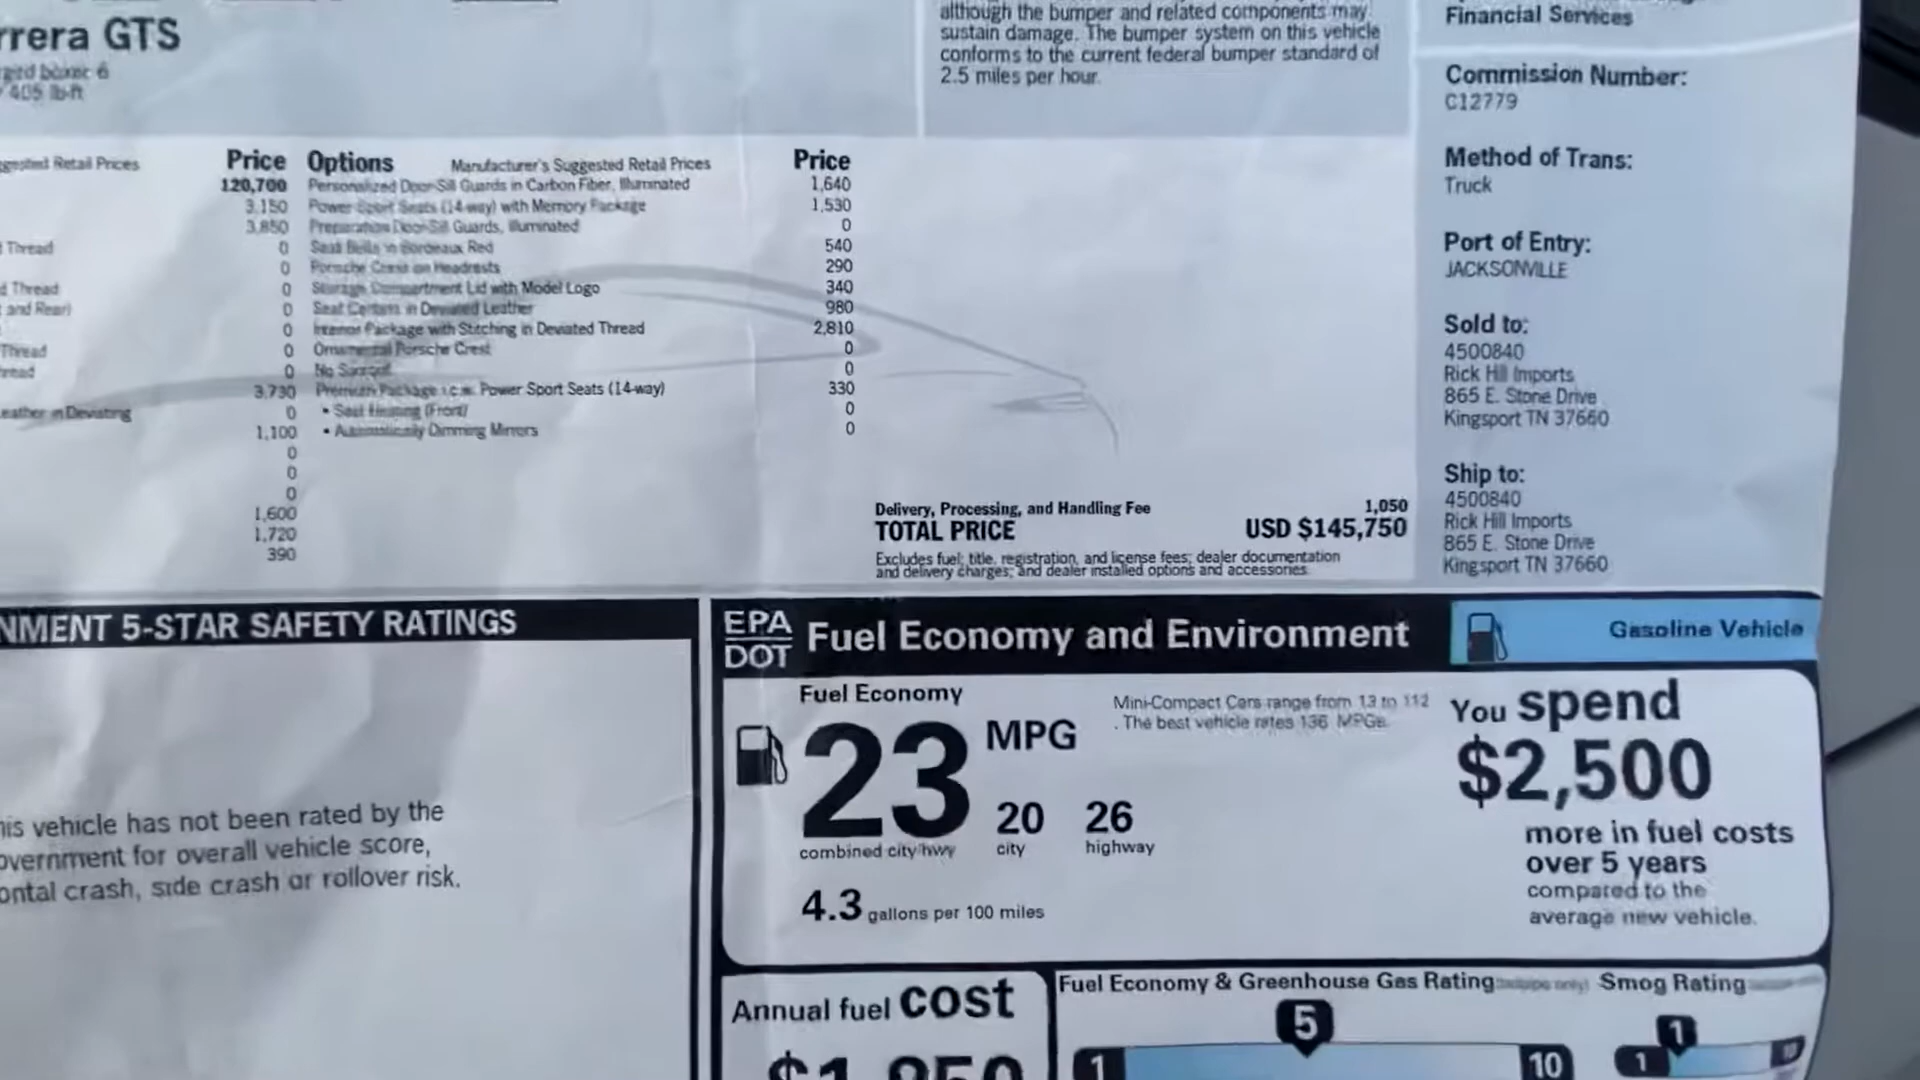 rrera GTS
boxer 6
405 lb-ft
although the bumper and related components may
sustain damage. The bumper system on this vehicle
conforms to the current federal bumper standard of
2.5 miles per hour.
Financial Services
Commission Number:
C12779
Method of Trans:
Truck
Port of Entry:
JACKSONVILLE
Sold to:
4500840
Rick Hill Imports
865 E. Stone Drive
Kingsport TN 37660
Ship to:
4500840
Rick Hill Imports
865 E. Stone Drive
Kingsport TN 37660
gested Retail Prices Price
120,700
3,150
3,850
Thread 0
0
d Thread 0
and Rear) 0
0
Thread 0
hread 0
3,730
eather in Deviating 0
1,100
0
0
0
1,600
1,720
390
Options Manufacturer's Suggested Retail Prices Price
Personalized Door-Sill Guards in Carbon Fiber, Illuminated 1,640
Power Sport Seats (14-way) with Memory Package 1,530
Preparation Door-Sill Guards, Illuminated 0
Seat Belts in Bordeaux Red 540
Porsche Crest on Headrests 290
Storage Compartment Lid with Model Logo 340
Seat Centers in Deviated Leather 980
Interior Package with Stitching in Deviated Thread 2,810
Ornamental Porsche Crest 0
No Sunroof 0
Premium Package i.c.w. Power Sport Seats (14-way) 330
• Seat Heating (Front) 0
• Automatically Dimming Mirrors 0
Delivery, Processing, and Handling Fee 1,050
TOTAL PRICE USD $145,750
Excludes fuel; title, registration, and license fees; dealer documentation
and delivery charges; and dealer installed options and accessories.
NMENT 5-STAR SAFETY RATINGS
his vehicle has not been rated by the
overnment for overall vehicle score,
ontal crash, side crash or rollover risk.
EPA
DOT
Fuel Economy and Environment
Gasoline Vehicle
Fuel Economy
23 MPG
combined city/hwy
20
city
26
highway
4.3 gallons per 100 miles
Mini-Compact Cars range from 13 to 112
. The best vehicle rates 136 MPGe.
You spend
$2,500
more in fuel costs
over 5 years
compared to the
average new vehicle.
Annual fuel cost
Fuel Economy & Greenhouse Gas Rating
5
1
10
Smog Rating
1
1
10